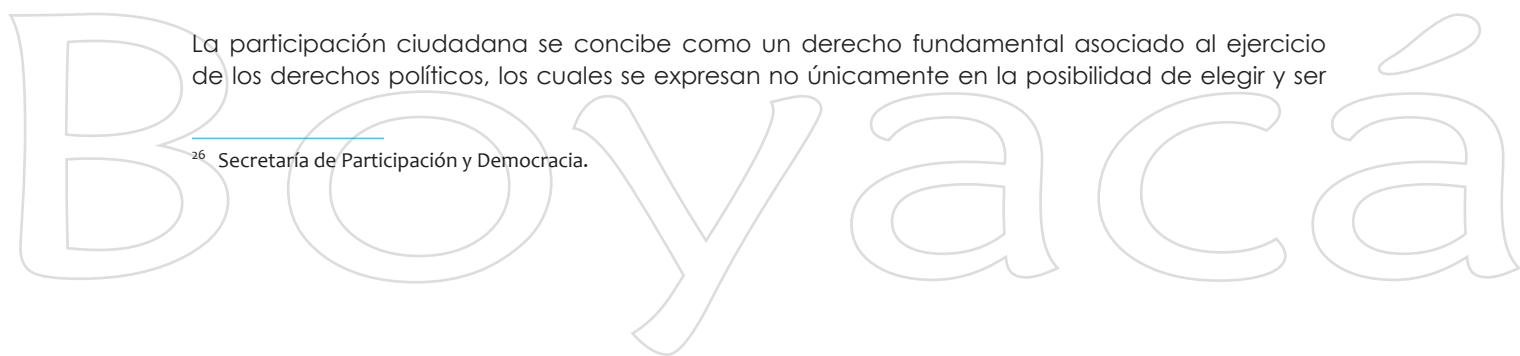 La participación ciudadana se concibe como un derecho fundamental asociado al ejercicio
de los derechos políticos, los cuales se expresan no únicamente en la posibilidad de elegir y ser
26 Secretaría de Participación y Democracia.
Boyacá